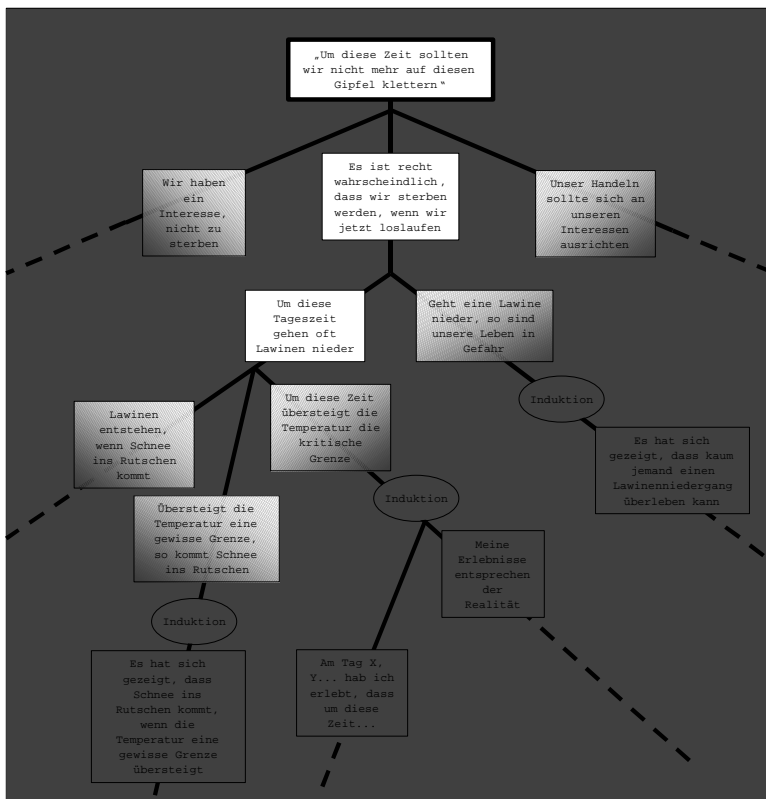 „Um diese Zeit sollten
wir nicht mehr auf diesen
Gipfel klettern“
Wir haben
ein
Interesse,
nicht zu
sterben
Es ist recht
wahrscheinlich,
dass wir sterben
werden, wenn wir
jetzt loslaufen
Unser Handeln
sollte sich an
unseren
Interessen
ausrichten
Um diese
Tageszeit
gehen oft
Lawinen nieder
Geht eine Lawine
nieder, so sind
unsere Leben in
Gefahr
Induktion
Lawinen
entstehen,
wenn Schnee
ins Rutschen
kommt
Um diese Zeit
übersteigt die
Temperatur die
kritische
Grenze
Es hat sich
gezeigt, dass kaum
jemand einen
Lawinenniedergang
überleben kann
Induktion
Übersteigt die
Temperatur eine
gewisse Grenze,
so kommt Schnee
ins Rutschen
Meine
Erlebnisse
entsprechen
der
Realität
Induktion
Es hat sich
gezeigt, dass
Schnee ins
Rutschen kommt,
wenn die
Temperatur eine
gewisse Grenze
übersteigt
Am Tag X,
Y... hab ich
erlebt, dass
um diese
Zeit...